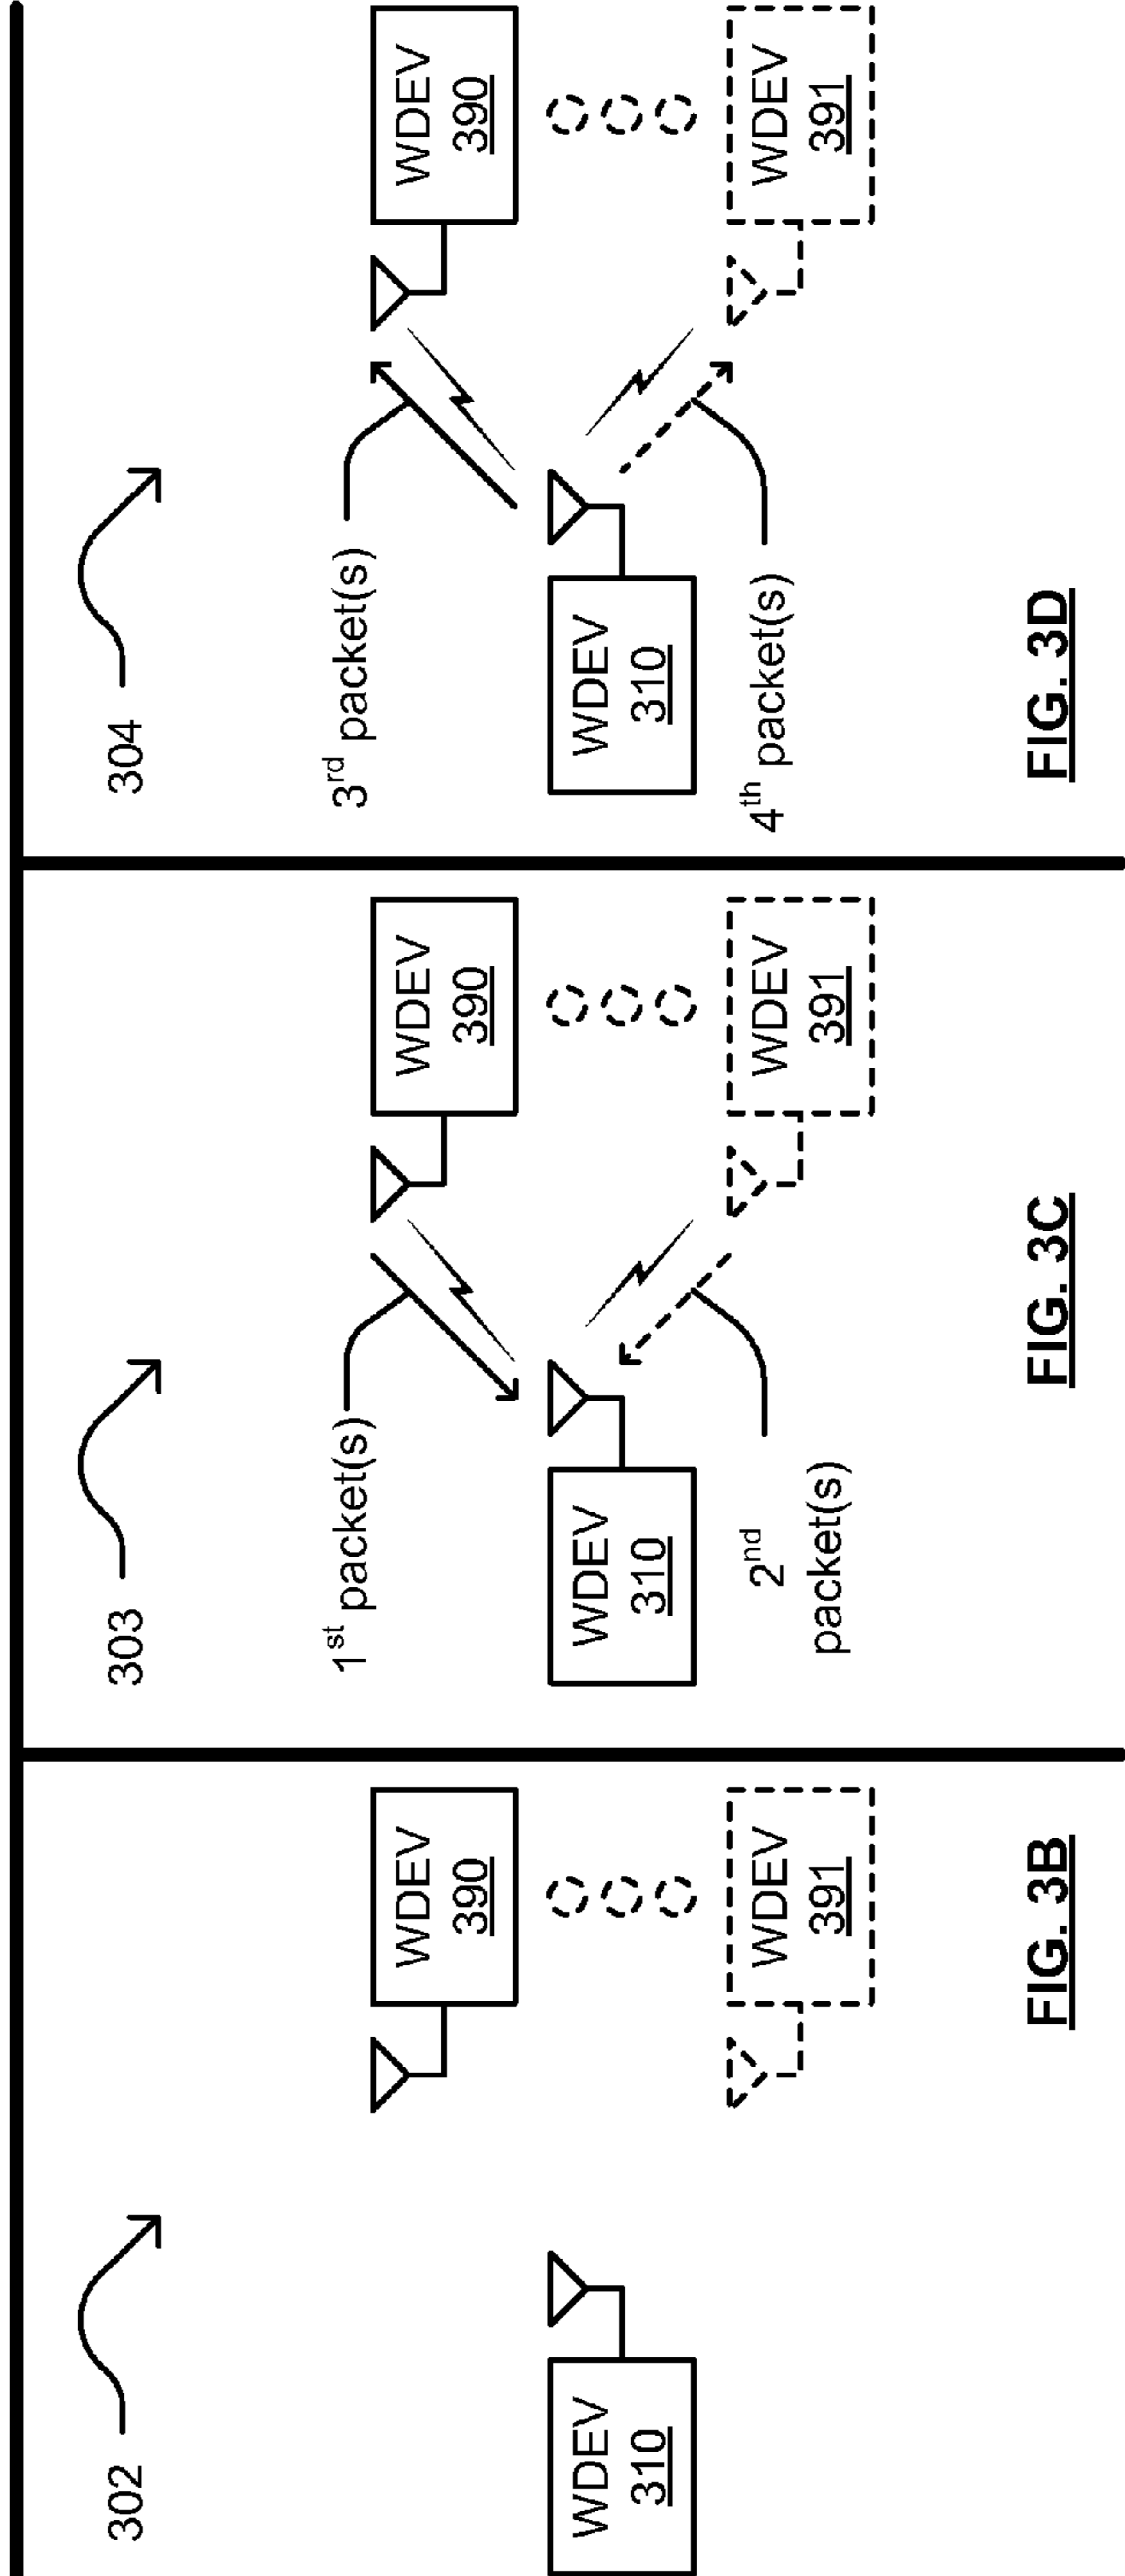 302
WDEV
310
WDEV
390
WDEV
391
FIG. 3B
303
1st packet(s)
WDEV
310
2nd
packet(s)
WDEV
390
WDEV
391
FIG. 3C
304
3rd packet(s)
WDEV
310
4th packet(s)
WDEV
390
WDEV
391
FIG. 3D